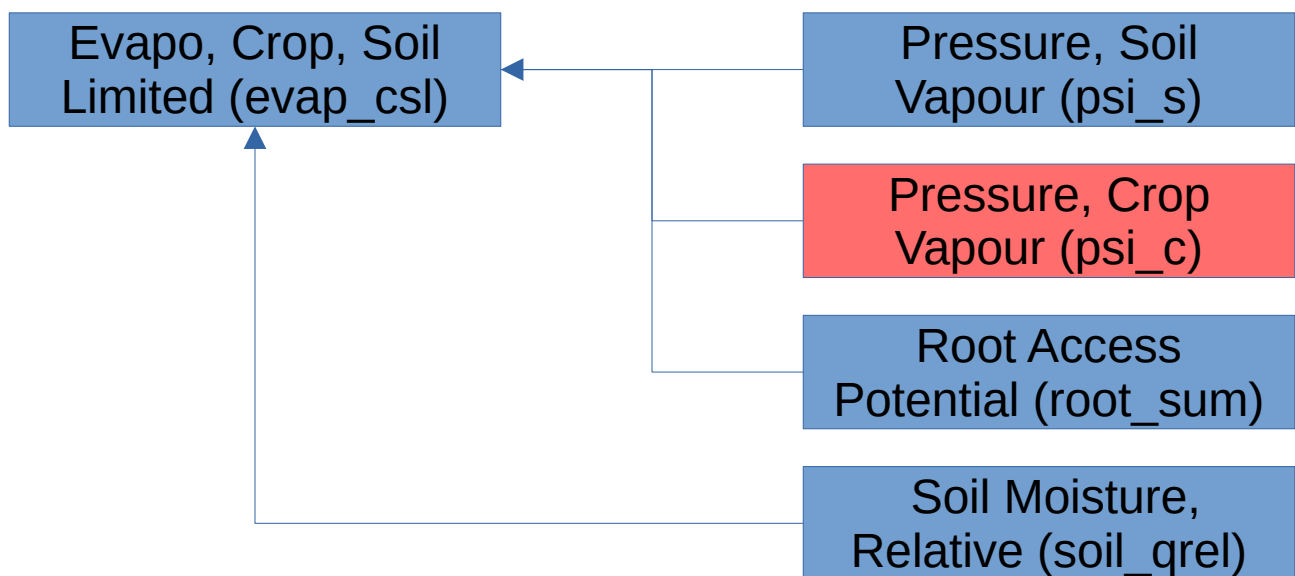 Evapo, Crop, Soil
Limited (evap_csl)
Pressure, Soil
Vapour (psi_s)
Pressure, Crop
Vapour (psi_c)
Root Access
Potential (root_sum)
Soil Moisture,
Relative (soil_qrel)